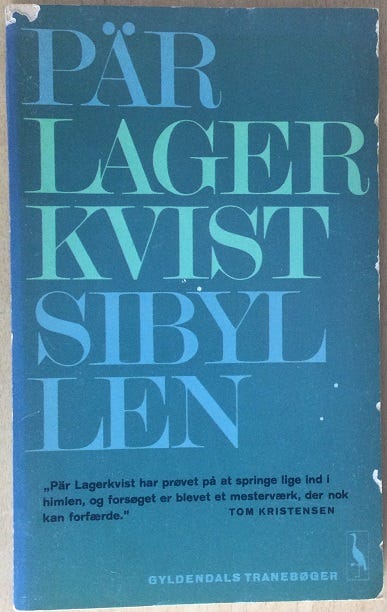 PÄR
LAGER
KVIST
SIBYL
LEN
„Pär Lagerkvist har prøvet på at springe lige ind i
himlen, og forsøget er blevet et mesterværk, der nok
kan forfærde.” TOM KRISTENSEN
GYLDENDALS TRANEBØGER